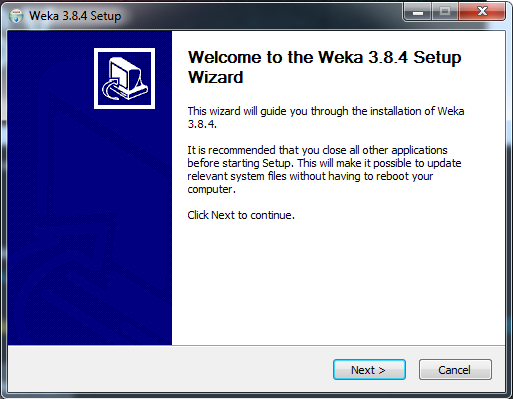 Weka 3.8.4 Setup
Welcome to the Weka 3.8.4 Setup
Wizard
This wizard will guide you through the installation of Weka
3.8.4.
It is recommended that you close all other applications
before starting Setup. This will make it possible to update
relevant system files without having to reboot your
computer.
Click Next to continue.
Next >
Cancel